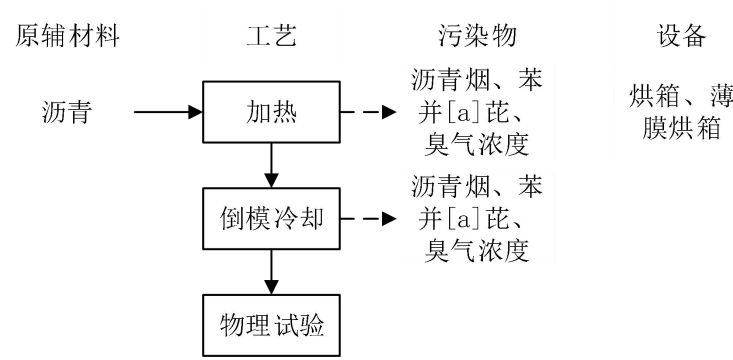 原辅材料
工艺
污染物
设备
沥青
加热
沥青烟、苯
并[a]芘、
臭气浓度
烘箱、薄
膜烘箱
倒模冷却
沥青烟、苯
并[a]芘、
臭气浓度
物理试验